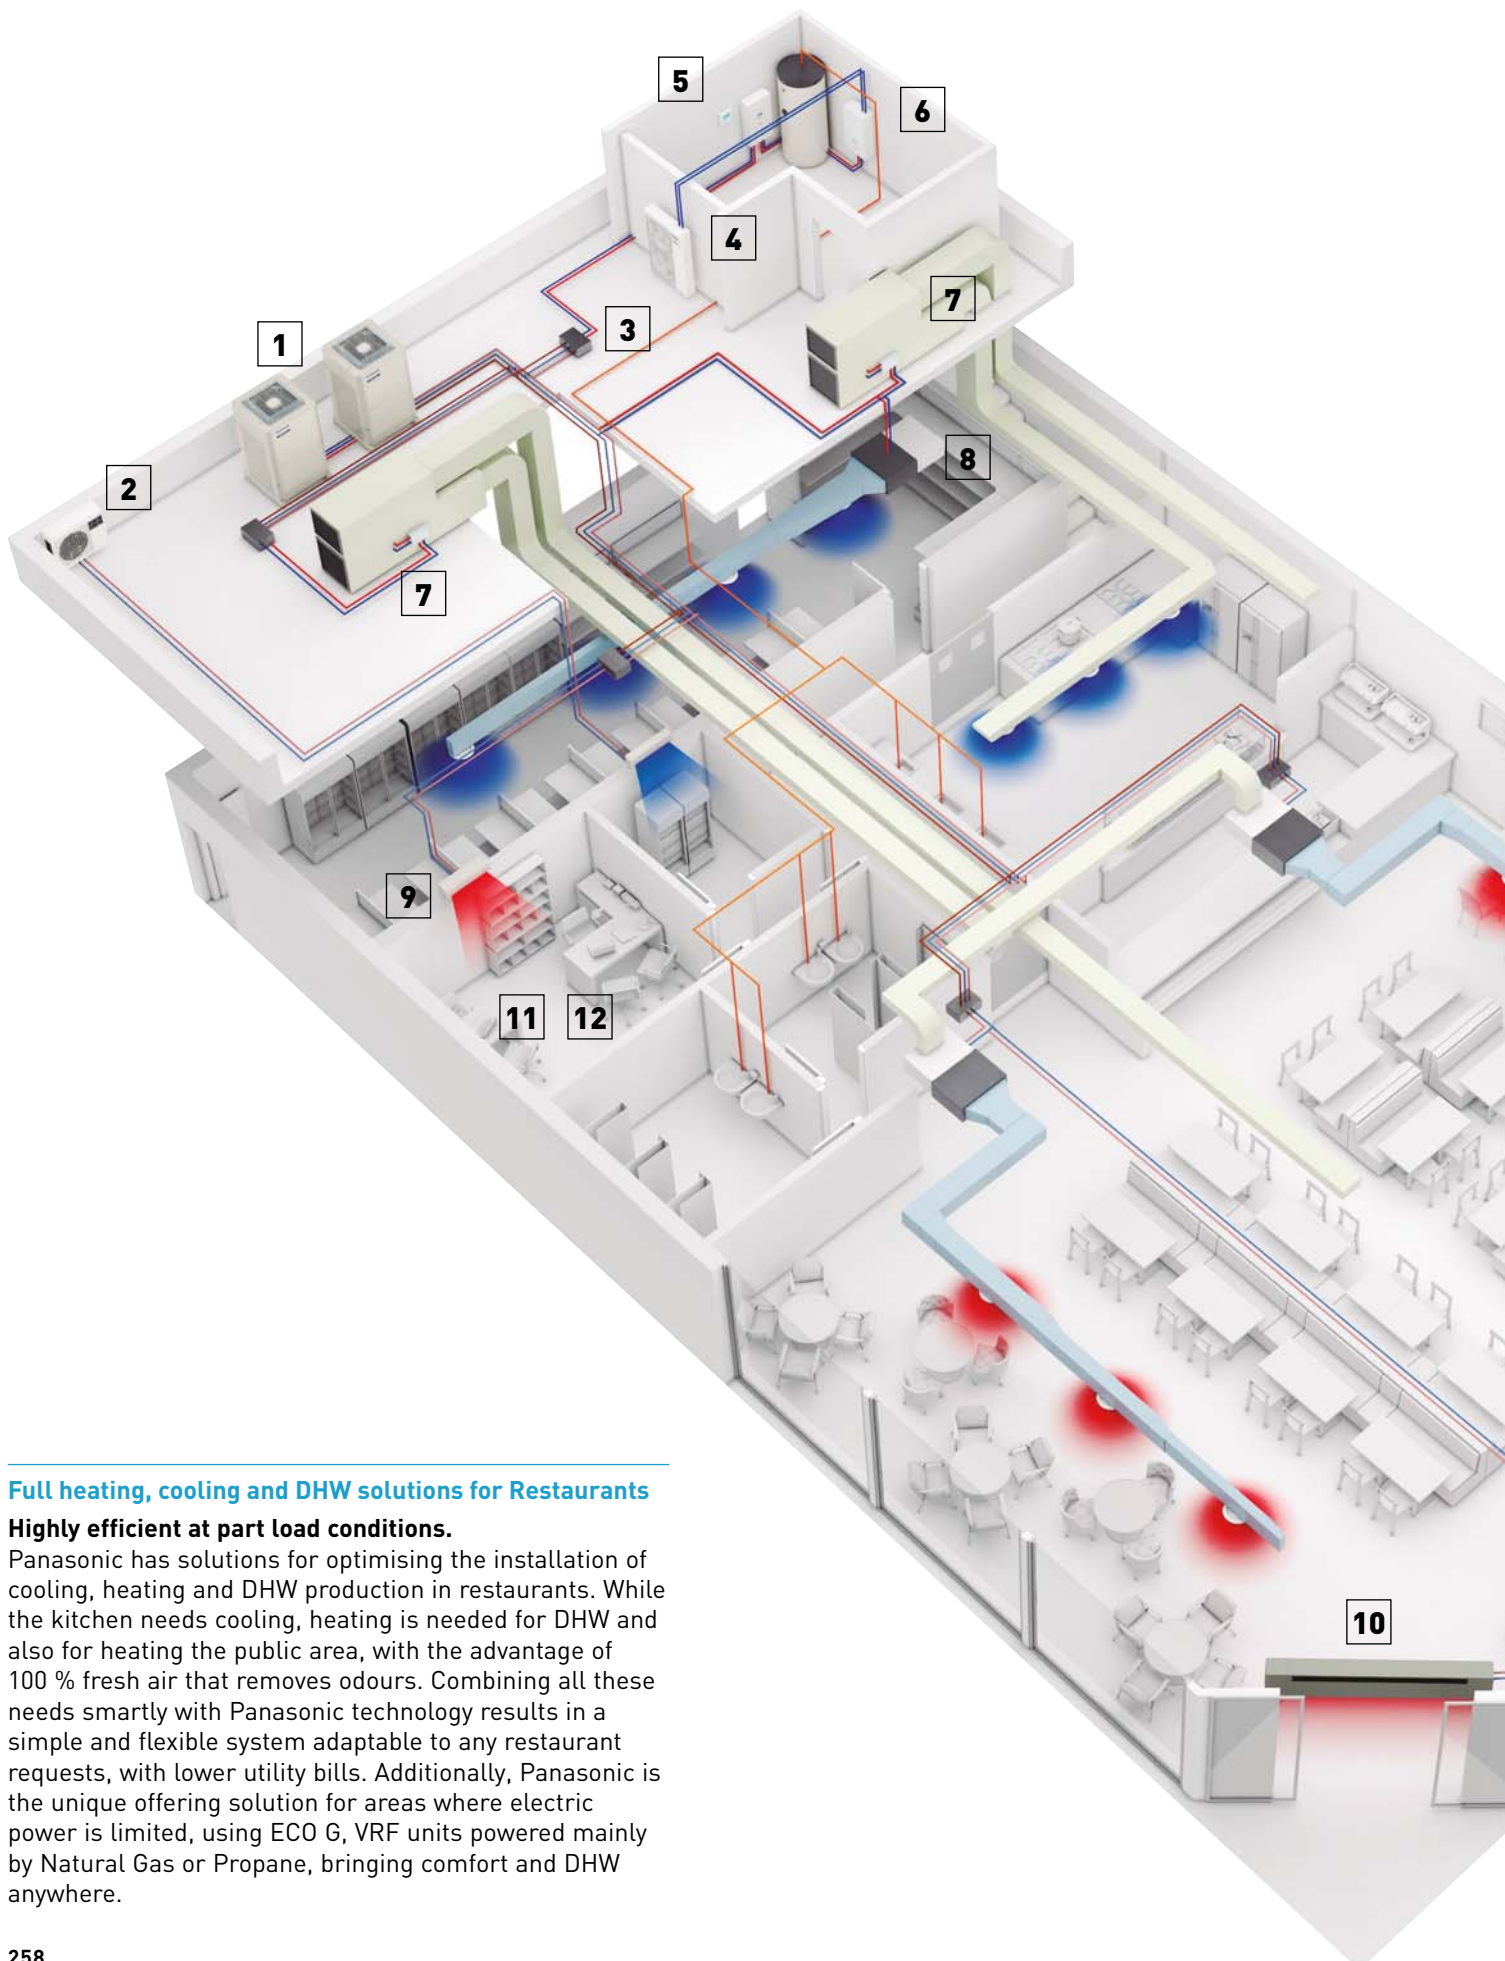 5
6
4
7
3
1
8
2
7
9
11
12
10
Full heating, cooling and DHW solutions for Restaurants
Highly efficient at part load conditions.
Panasonic has solutions for optimising the installation of
cooling, heating and DHW production in restaurants. While
the kitchen needs cooling, heating is needed for DHW and
also for heating the public area, with the advantage of
100 % fresh air that removes odours. Combining all these
needs smartly with Panasonic technology results in a
simple and flexible system adaptable to any restaurant
requests, with lower utility bills. Additionally, Panasonic is
the unique offering solution for areas where electric
power is limited, using ECO G, VRF units powered mainly
by Natural Gas or Propane, bringing comfort and DHW
anywhere.
258